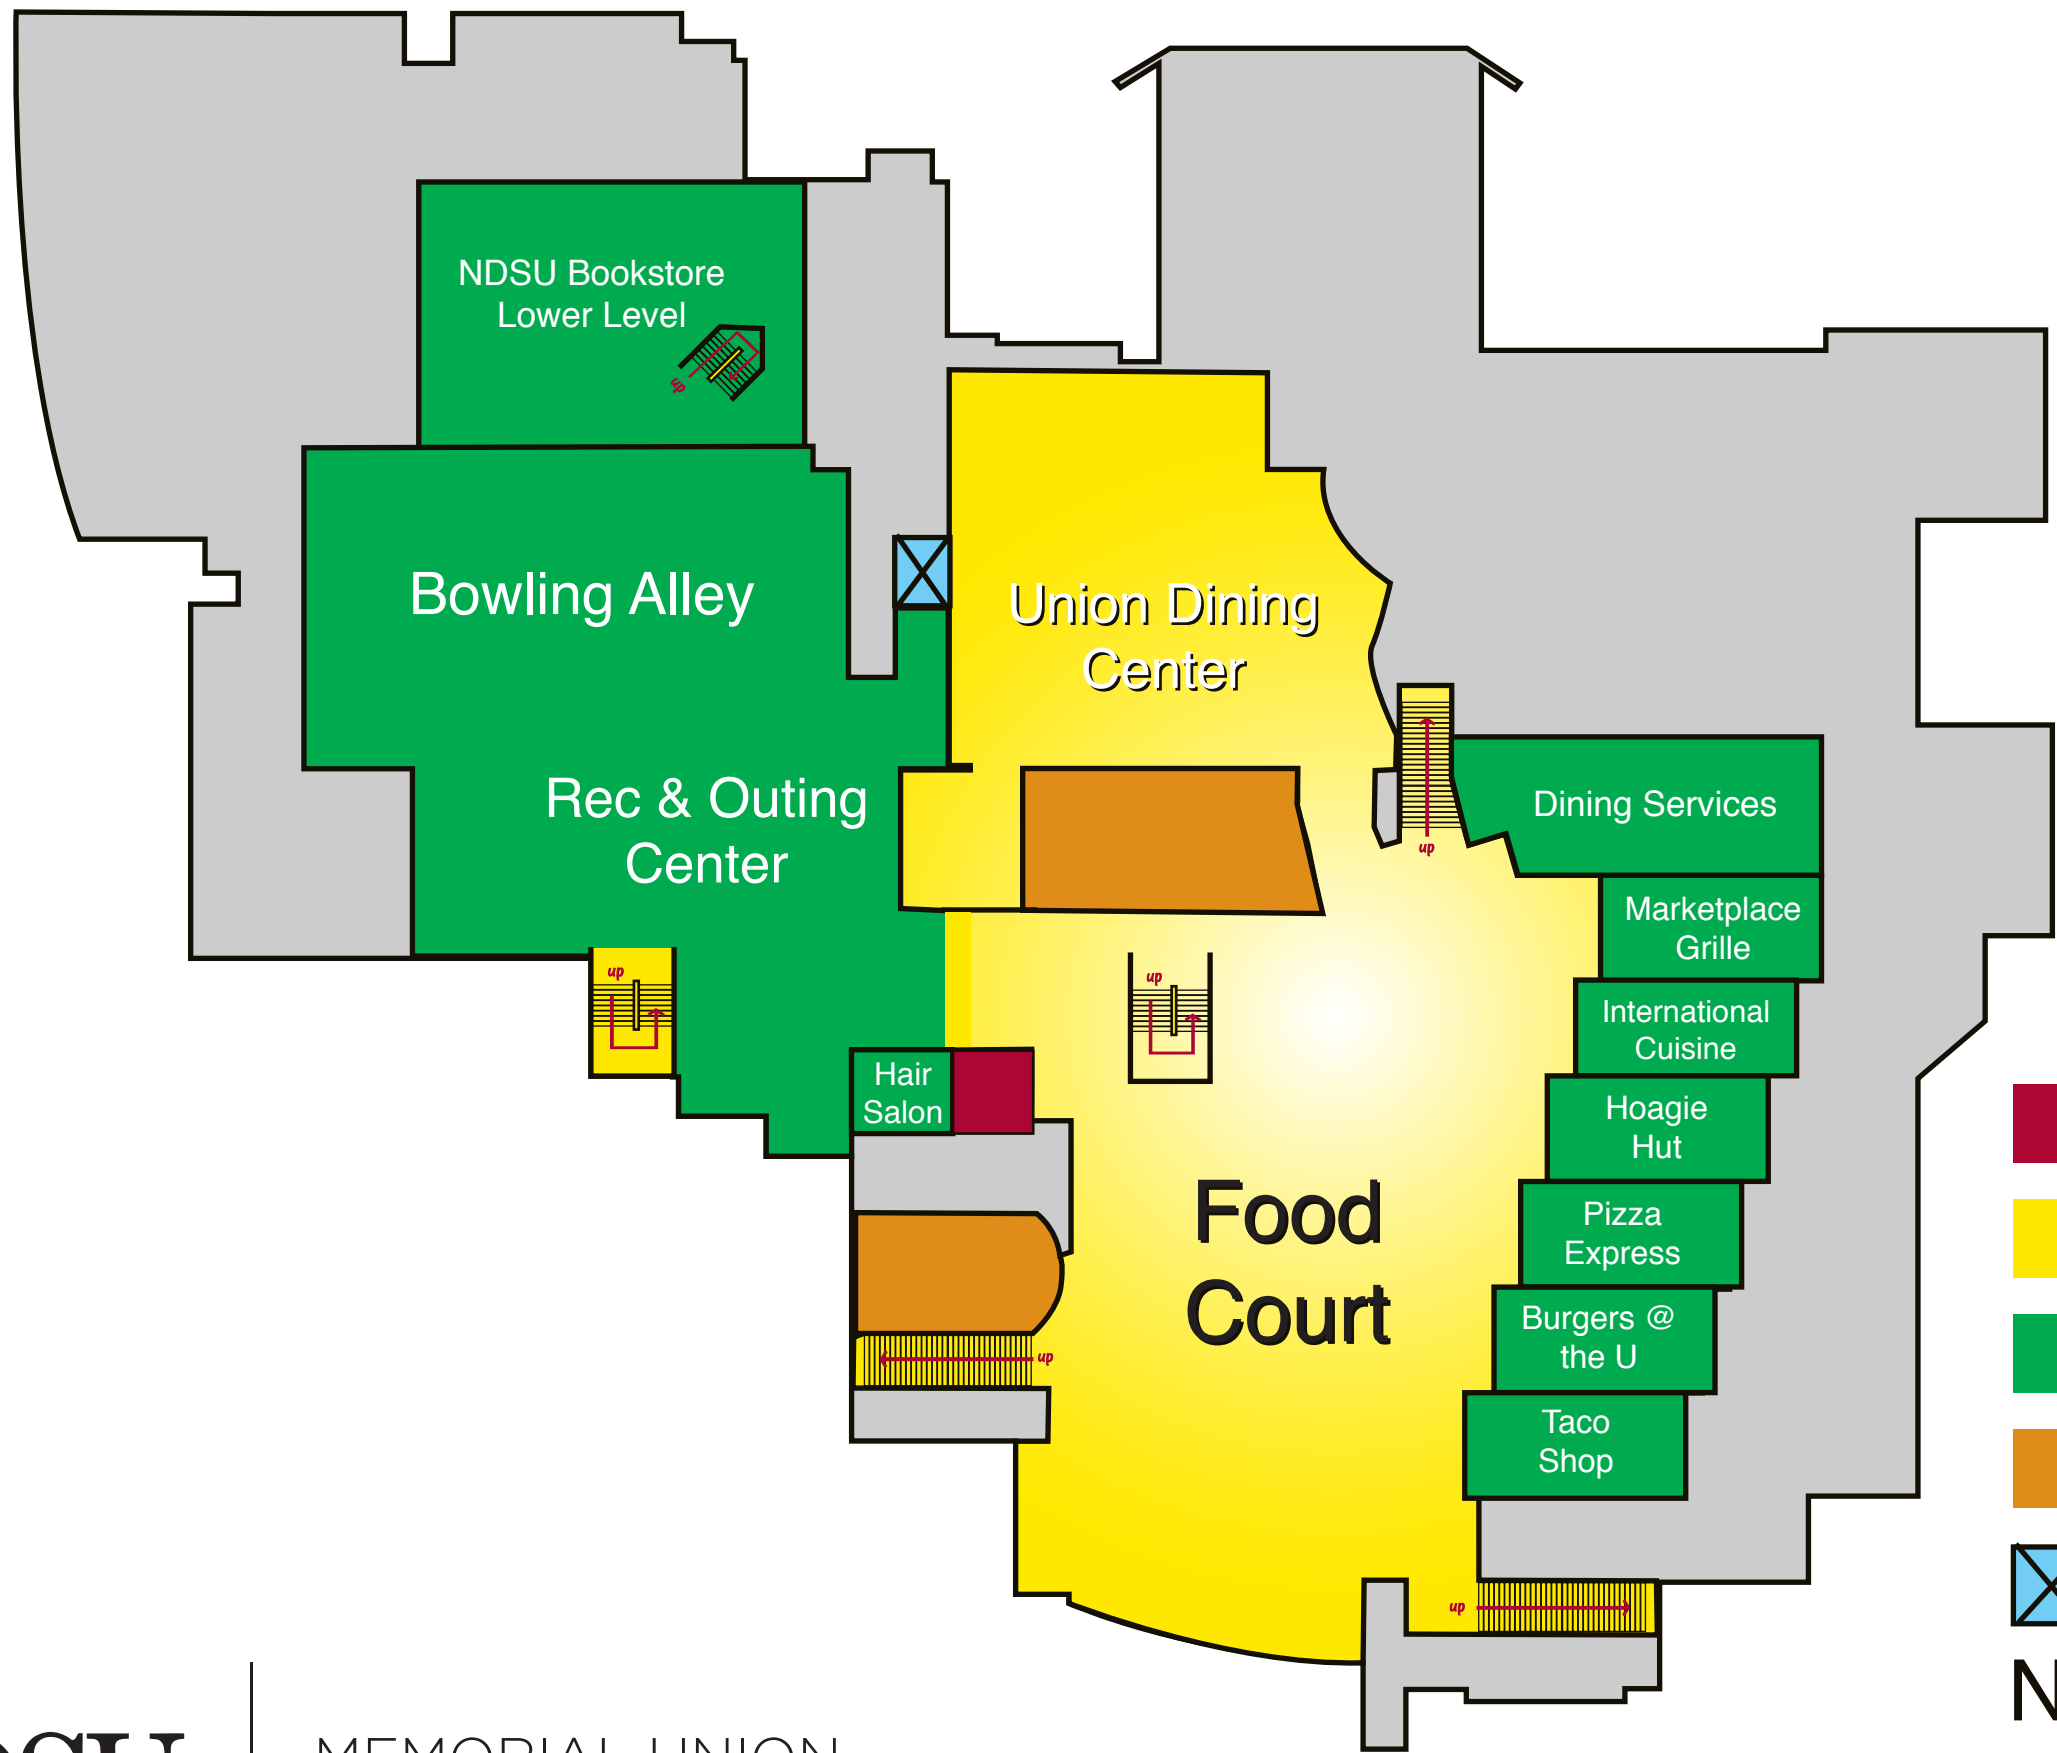 NDSU Bookstore
Lower Level
up
Bowling Alley
Union Dining
Center
Rec & Outing
Center
Dining Services
up
Marketplace
Grille
up
up
International
Cuisine
Hair
Salon
Hoagie
Hut
Food
Court
Pizza
Express
Burgers @
the U
up
Taco
Shop
up
N
MEMORIAL UNION